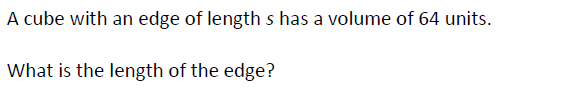 A cube with an edge of length s has a volume of 64 units.
What is the length of the edge?